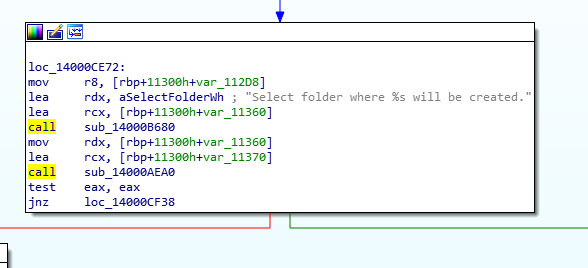 loc_14000CE72:
mov r8, [rbp+11300h+var_112D8]
lea rdx, aSelectFolderWh ; "Select folder where %s will be created."
lea rcx, [rbp+11300h+var_11360]
call sub_14000B680
mov rdx, [rbp+11300h+var_11360]
lea rcx, [rbp+11300h+var_11370]
call sub_14000AEA0
test eax, eax
jnz loc_14000CF38